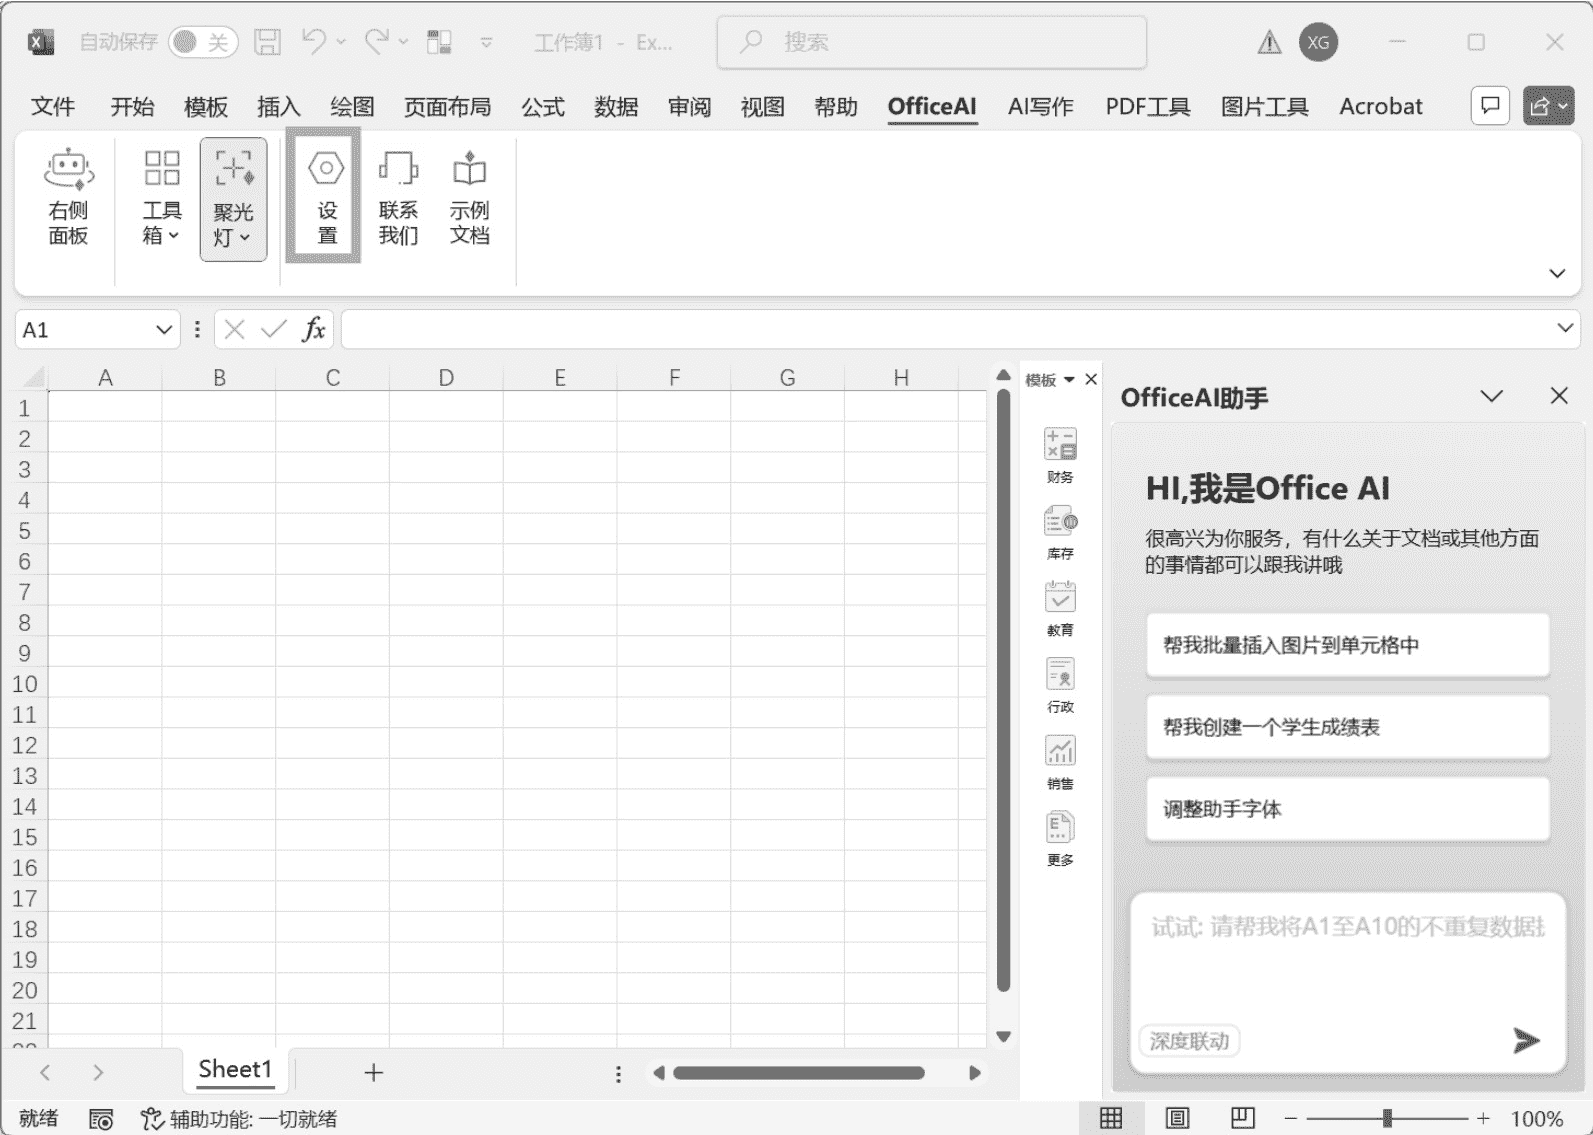 自动保存 关 工作簿1 - Ex... 搜索 XG
文件 开始 模板 插入 绘图 页面布局 公式 数据 审阅 视图 帮助 OfficeAI AI写作 PDF工具 图片工具 Acrobat
右侧面板
工具箱
聚光灯
设置
联系我们
示例文档
A1 fx
A B C D E F G H
1
2
3
4
5
6
7
8
9
10
11
12
13
14
15
16
17
18
19
20
21
模板
财务
库存
教育
行政
销售
更多
OfficeAI助手
HI,我是Office AI
很高兴为你服务，有什么关于文档或其他方面
的事情都可以跟我讲哦
帮我批量插入图片到单元格中
帮我创建一个学生成绩表
调整助手字体
试试: 请帮我将A1至A10的不重复数据
深度联动
Sheet1
就绪 辅助功能: 一切就绪 100%